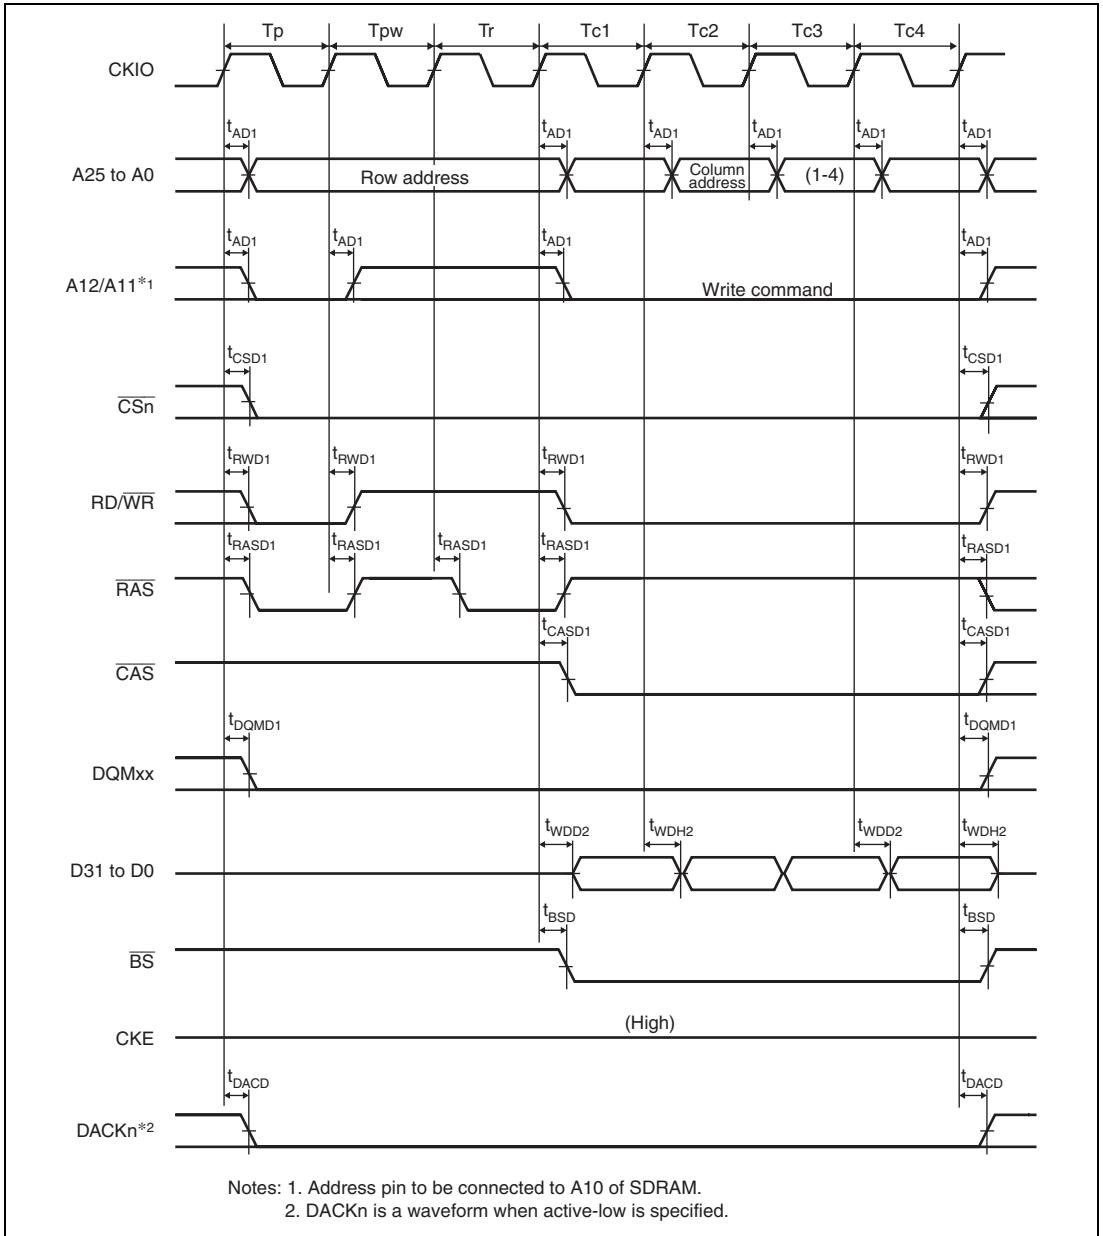 Tp Tpw Tr Tc1 Tc2 Tc3 Tc4
CKIO
tAD1 tAD1 tAD1 tAD1 tAD1 tAD1
A25 to A0
Row address
Column
address
(1-4)
tAD1 tAD1 tAD1 tAD1
A12/A11*1
Write command
tCSD1 tCSD1
CSn
tRWD1 tRWD1 tRWD1 tRWD1
RD/WR
tRASD1 tRASD1 tRASD1 tRASD1 tRASD1
RAS
tCASD1 tCASD1
CAS
tDQMD1 tDQMD1
DQMxx
tWDD2 tWDH2 tWDD2 tWDH2
D31 to D0
tBSD tBSD
BS
(High)
CKE
tDACD tDACD
DACKn*2
Notes: 1. Address pin to be connected to A10 of SDRAM.
2. DACKn is a waveform when active-low is specified.